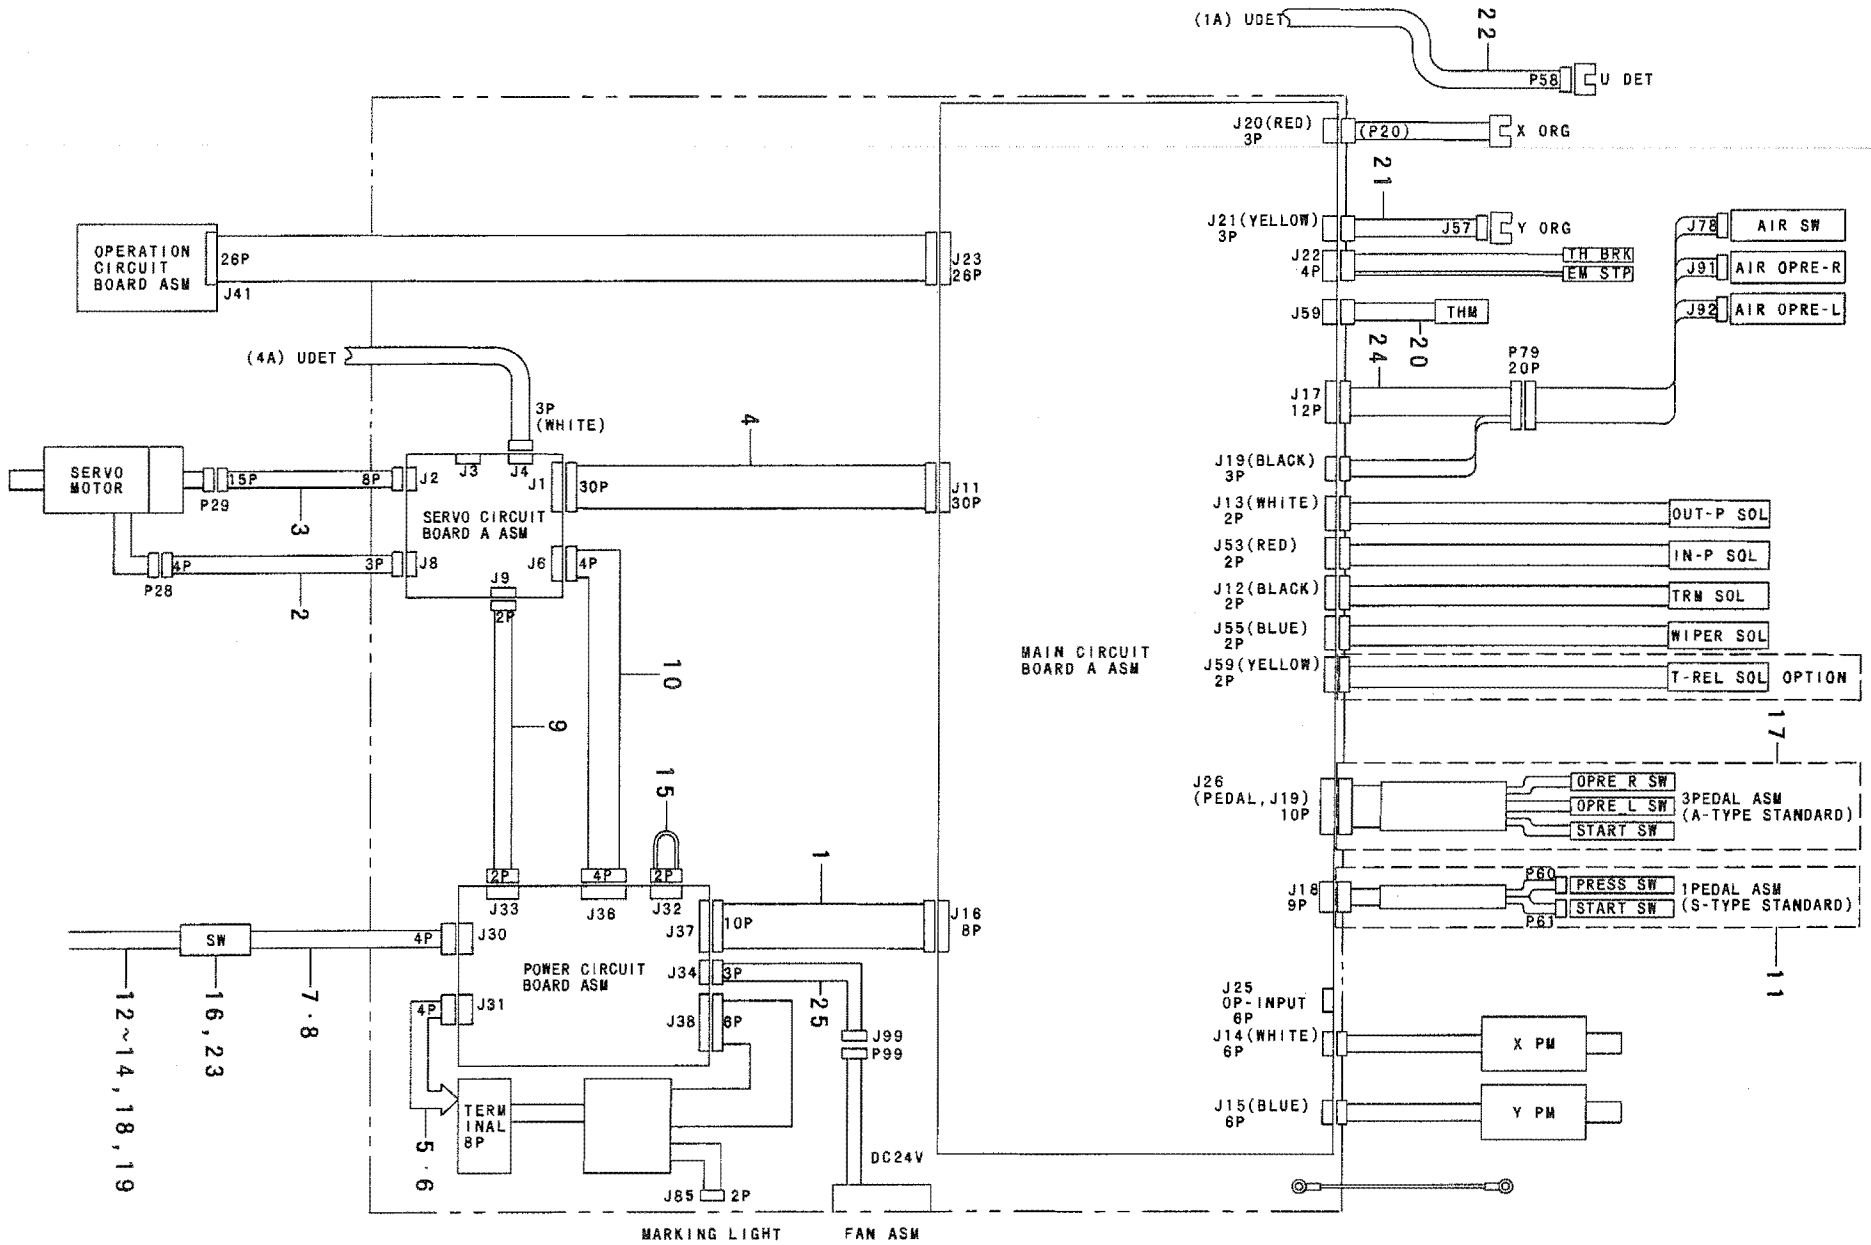 (1A) UDET
22
P58
U DET
J20(RED)
3P
(P20)
X ORG
21
J21(YELLOW)
3P
J57
Y ORG
J22
4P
TH BRK
EM STP
J78
AIR SW
J91
AIR OPRE-R
J92
AIR OPRE-L
OPERATION
CIRCUIT
BOARD ASM
26P
J41
J23
26P
J59
THM
20
24
P79
20P
J17
12P
(4A) UDET
3P
(WHITE)
4
J19(BLACK)
3P
SERVO
MOTOR
15P
P29
3
8P
J2
J3
J4
J1
30P
J11
30P
SERVO CIRCUIT
BOARD A ASM
J13(WHITE)
2P
OUT-P SOL
J53(RED)
2P
IN-P SOL
4P
P28
2
3P
J8
J9
2P
J6
4P
J12(BLACK)
2P
TRM SOL
J55(BLUE)
2P
WIPER SOL
MAIN CIRCUIT
BOARD A ASM
J59(YELLOW)
2P
T-REL SOL
OPTION
10
9
17
15
J26
(PEDAL,J19)
10P
OPRE R SW
OPRE L SW
START SW
3PEDAL ASM
(A-TYPE STANDARD)
1
2P
4P
2P
J33
J36
J32
J18
9P
P60
PRESS SW
START SW
P61
1PEDAL ASM
(S-TYPE STANDARD)
11
SW
4P
J30
J37
10P
J16
8P
POWER CIRCUIT
BOARD ASM
J34
3P
25
J31
4P
J38
6P
J99
P99
12~14,18,19
16,23
7·8
5·6
J25
OP-INPUT
6P
J14(WHITE)
6P
X PM
J15(BLUE)
6P
Y PM
TERM
INAL
8P
J85
2P
DC24V
MARKING LIGHT
FAN ASM